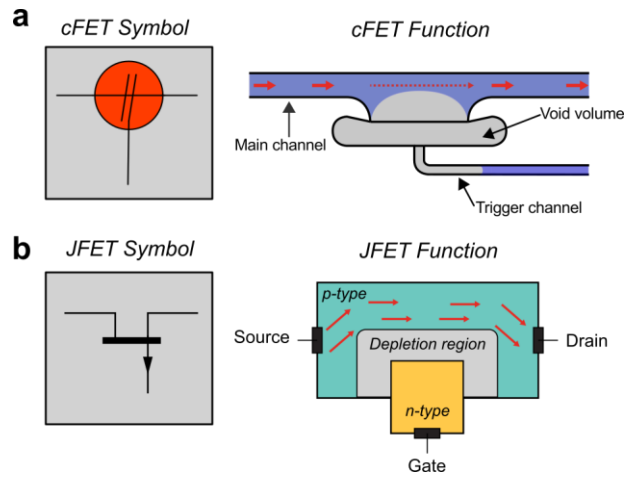 a
cFET Symbol
cFET Function
Main channel
Void volume
Trigger channel
b
JFET Symbol
JFET Function
p-type
Source
Depletion region
Drain
n-type
Gate